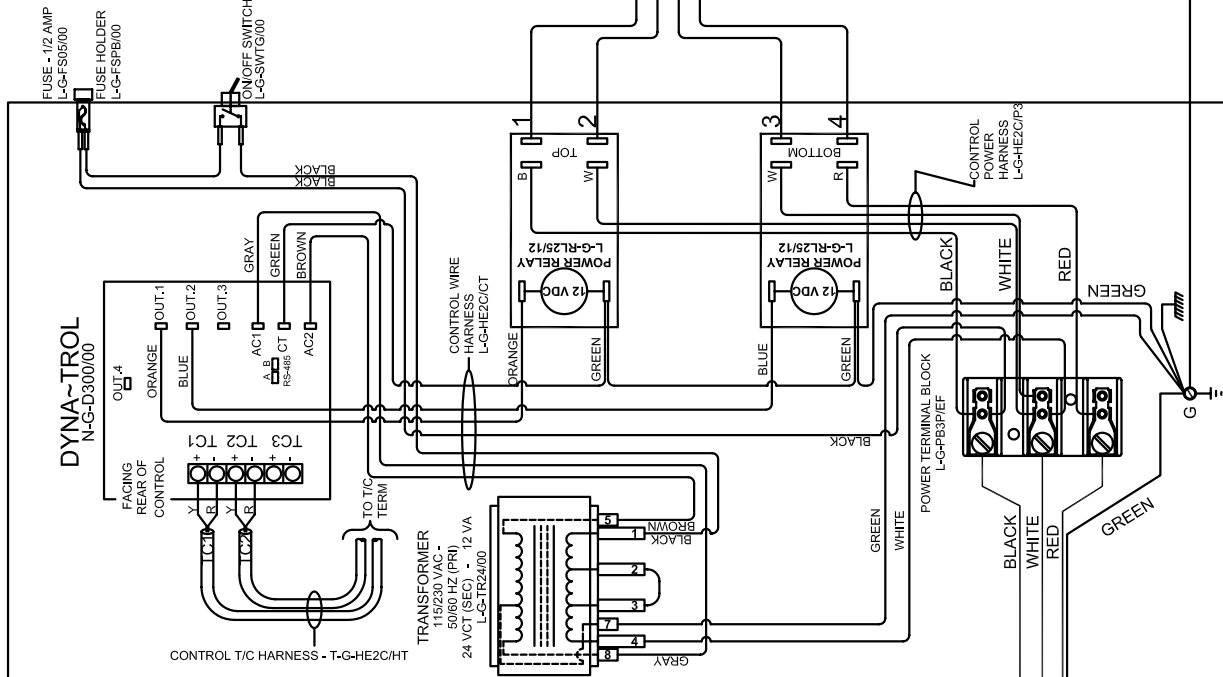 FUSE - 1/2 AMP
L-G-FS05/00
FUSE HOLDER
L-G-FSPB/00
ON/OFF SWITCH
L-G-SWTG/00
BLACK
BLACK
1
2
TOP
B
W
POWER RELAY
L-G-RL25/12
12 VDC
3
4
BOTTOM
W
R
POWER RELAY
L-G-RL25/12
12 VDC
CONTROL
POWER
HARNESS
L-G-HE2C/P3
BLACK
WHITE
RED
GREEN
DYNA~TROL
N-G-D300/00
OUT.4
OUT.1
OUT.2
OUT.3
ORANGE
BLUE
GRAY
GREEN
BROWN
AC1
CT
AC2
A B
RS-485
CONTROL WIRE
HARNESS
L-G-HE2C/CT
ORANGE
GREEN
BLUE
GREEN
BLACK
POWER TERMINAL BLOCK
L-G-PB3P/EF
G
FACING
REAR OF
CONTROL
TC1
TC2
TC3
+
-
+
-
+
-
Y
R
Y
R
TC1
TC2
TO T/C
TERM
CONTROL T/C HARNESS - T-G-HE2C/HT
TRANSFORMER
115/230 VAC -
50/60 HZ (PRI)
24 VCT (SEC) - 12 VA
L-G-TR24/00
5
1
2
3
7
4
8
BROWN
BLACK
GRAY
GREEN
WHITE
BLACK
WHITE
RED
GREEN